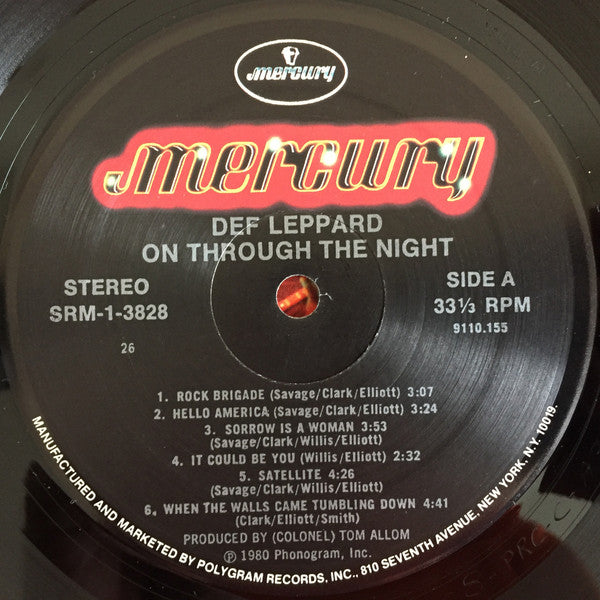 mercury
mercury
DEF LEPPARD
ON THROUGH THE NIGHT
STEREO
SRM-1-3828
SIDE A
33⅓ RPM
9110.155
26
1. ROCK BRIGADE (Savage/Clark/Elliott) 3:07
2. HELLO AMERICA (Savage/Clark/Elliott) 3:24
3. SORROW IS A WOMAN 3:53
(Savage/Clark/Willis/Elliott)
4. IT COULD BE YOU (Willis/Elliott) 2:32
5. SATELLITE 4:26
(Savage/Clark/Willis/Elliott)
6. WHEN THE WALLS CAME TUMBLING DOWN 4:41
(Clark/Elliott/Smith)
PRODUCED BY (COLONEL) TOM ALLOM
℗ 1980 Phonogram, Inc.
MANUFACTURED AND MARKETED BY POLYGRAM RECORDS, INC., 810 SEVENTH AVENUE, NEW YORK, N.Y. 10019.